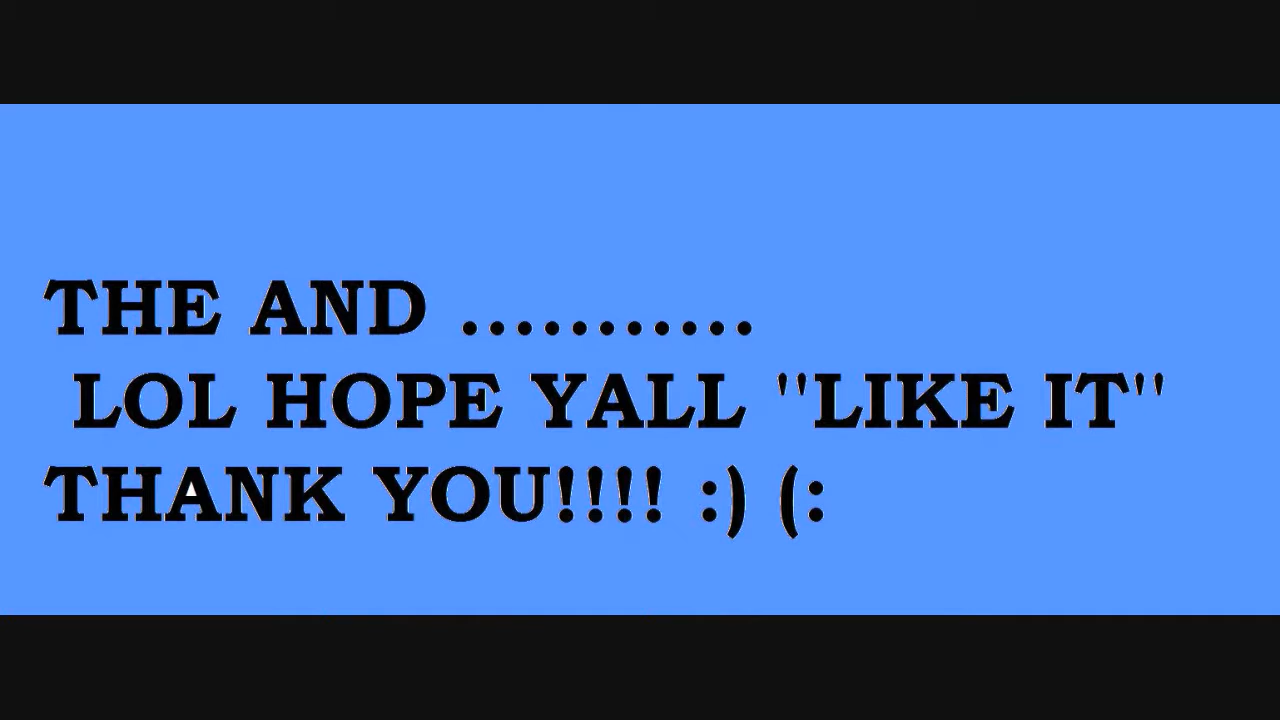 THE AND ...........
LOL HOPE YALL "LIKE IT"
THANK YOU!!!! :) (: